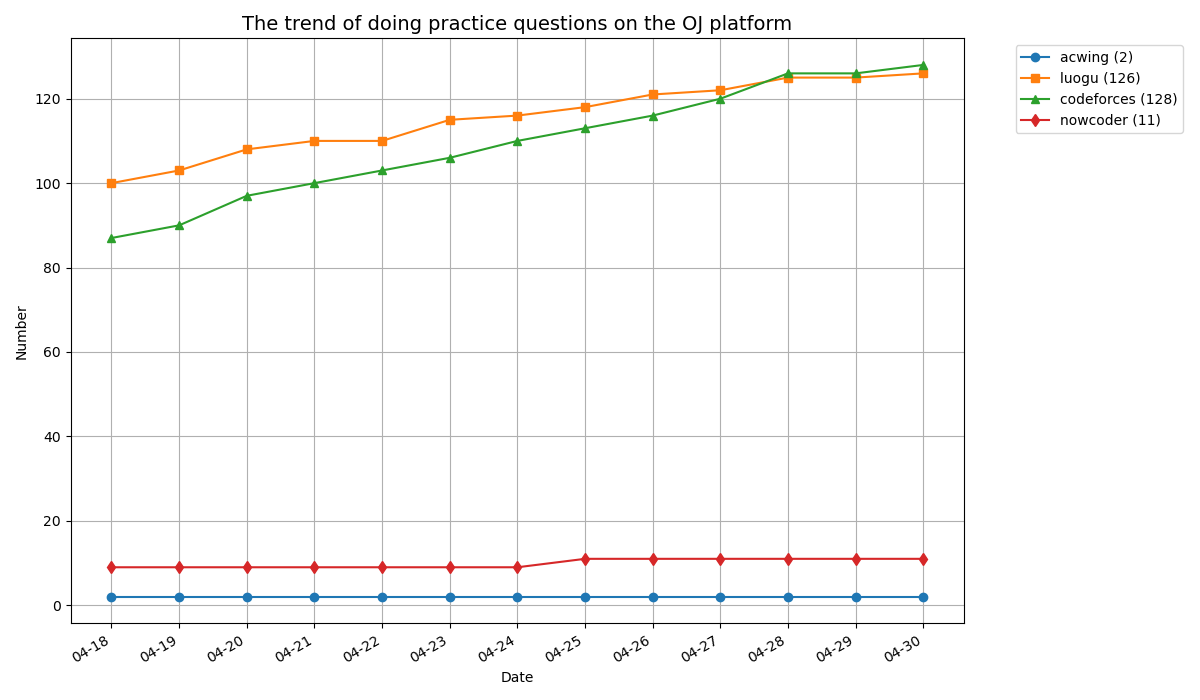 The trend of doing practice questions on the OJ platform
acwing (2)
luogu (126)
codeforces (128)
nowcoder (11)
Number
120
100
80
60
40
20
0
04-18
04-19
04-20
04-21
04-22
04-23
04-24
04-25
04-26
04-27
04-28
04-29
04-30
Date